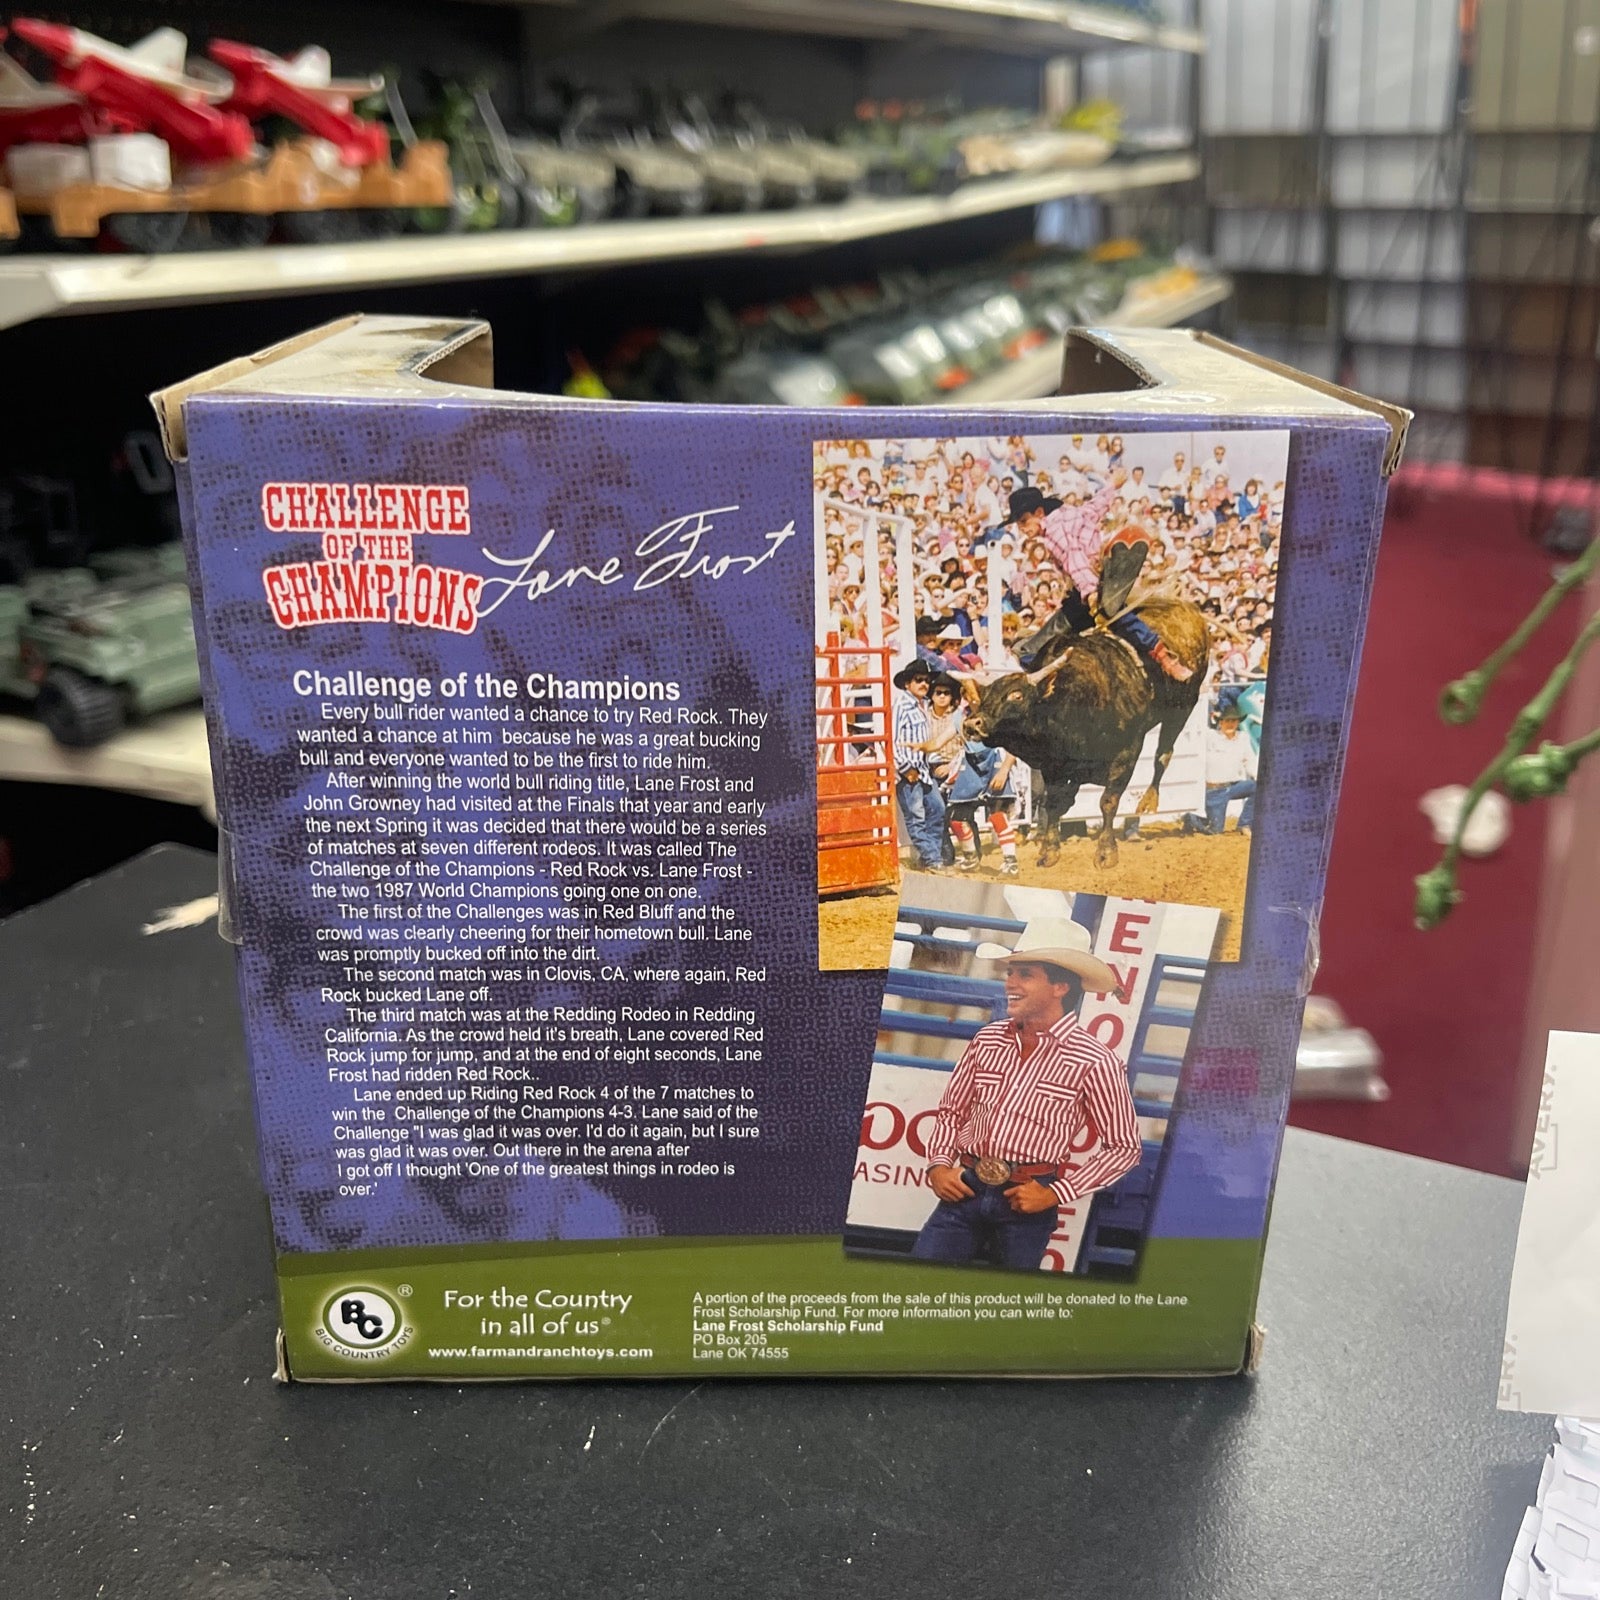 CHALLENGE
OF THE
CHAMPIONS
Lane Frost
Challenge of the Champions
Every bull rider wanted a chance to try Red Rock. They
wanted a chance at him because he was a great bucking
bull and everyone wanted to be the first to ride him.
After winning the world bull riding title, Lane Frost and
John Growney had visited at the Finals that year and early
the next Spring it was decided that there would be a series
of matches at seven different rodeos. It was called The
Challenge of the Champions - Red Rock vs. Lane Frost -
the two 1987 World Champions going one on one.
The first of the Challenges was in Red Bluff and the
crowd was clearly cheering for their hometown bull. Lane
was promptly bucked off into the dirt.
The second match was in Clovis, CA, where again, Red
Rock bucked Lane off.
The third match was at the Redding Rodeo in Redding
California. As the crowd held it's breath, Lane covered Red
Rock jump for jump, and at the end of eight seconds, Lane
Frost had ridden Red Rock..
Lane ended up Riding Red Rock 4 of the 7 matches to
win the Challenge of the Champions 4-3. Lane said of the
Challenge "I was glad it was over. I'd do it again, but I sure
was glad it was over. Out there in the arena after
I got off I thought 'One of the greatest things in rodeo is
over.'
ENO
ASIN
BC ®
BIG COUNTRY TOYS
For the Country
in all of us®
www.farmandranchtoys.com
A portion of the proceeds from the sale of this product will be donated to the Lane
Frost Scholarship Fund. For more information you can write to:
Lane Frost Scholarship Fund
PO Box 205
Lane OK 74555
AVERY.
ERY.